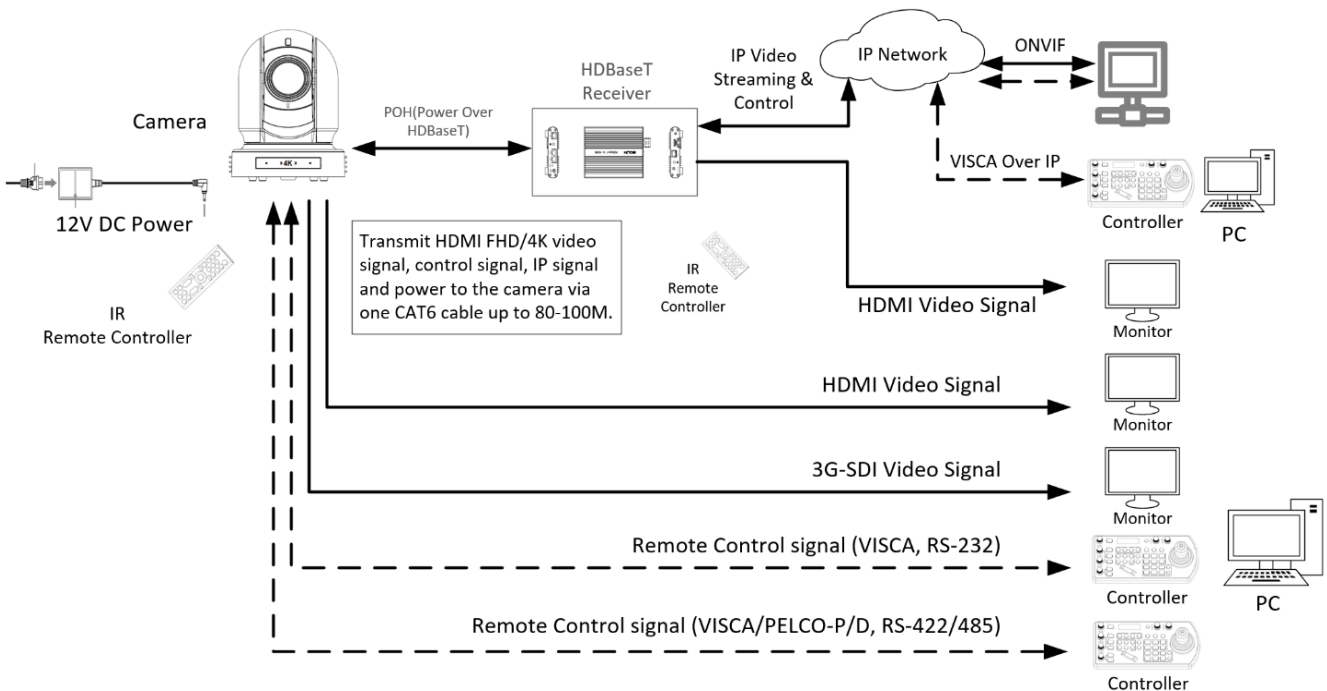 IP Video
Streaming &
Control
IP Network
ONVIF
HDBaseT
Receiver
Camera
POH(Power Over
HDBaseT)
4K
VISCA Over IP
12V DC Power
Controller
PC
Transmit HDMI FHD/4K video
signal, control signal, IP signal
and power to the camera via
one CAT6 cable up to 80-100M.
IR
Remote
Controller
IR
Remote Controller
HDMI Video Signal
Monitor
HDMI Video Signal
Monitor
3G-SDI Video Signal
Monitor
Remote Control signal (VISCA, RS-232)
Controller
PC
Remote Control signal (VISCA/PELCO-P/D, RS-422/485)
Controller